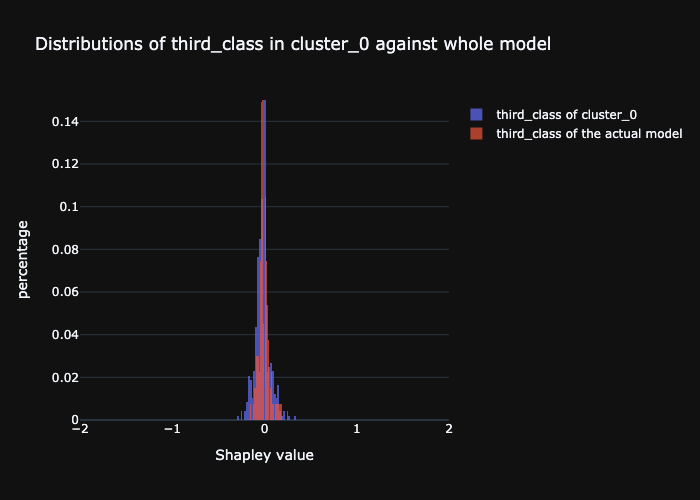 Distributions of third_class in cluster_0 against whole model
third_class of cluster_0
third_class of the actual model
percentage
0.14
0.12
0.1
0.08
0.06
0.04
0.02
0
−2
−1
0
1
2
Shapley value